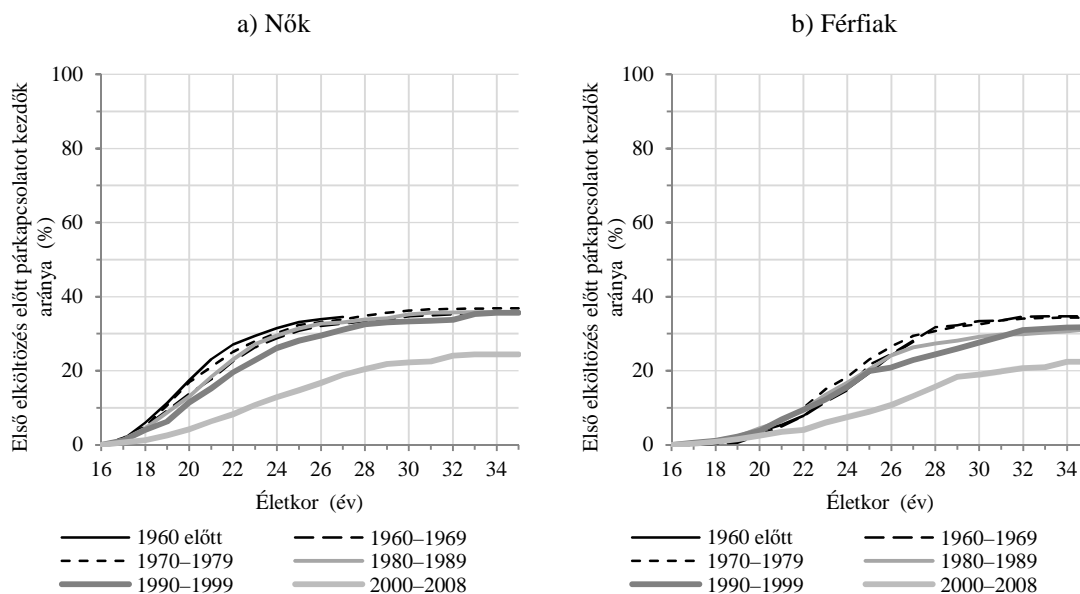 a) Nők
Első elköltözés előtt párkapcsolatot kezdők
aránya (%)
100
80
60
40
20
0
16 18 20 22 24 26 28 30 32 34
Életkor (év)
1960 előtt 1960–1969
1970–1979 1980–1989
1990–1999 2000–2008
b) Férfiak
Első elköltözés előtt párkapcsolatot kezdők
aránya (%)
100
80
60
40
20
0
16 18 20 22 24 26 28 30 32 34
Életkor (év)
1960 előtt 1960–1969
1970–1979 1980–1989
1990–1999 2000–2008